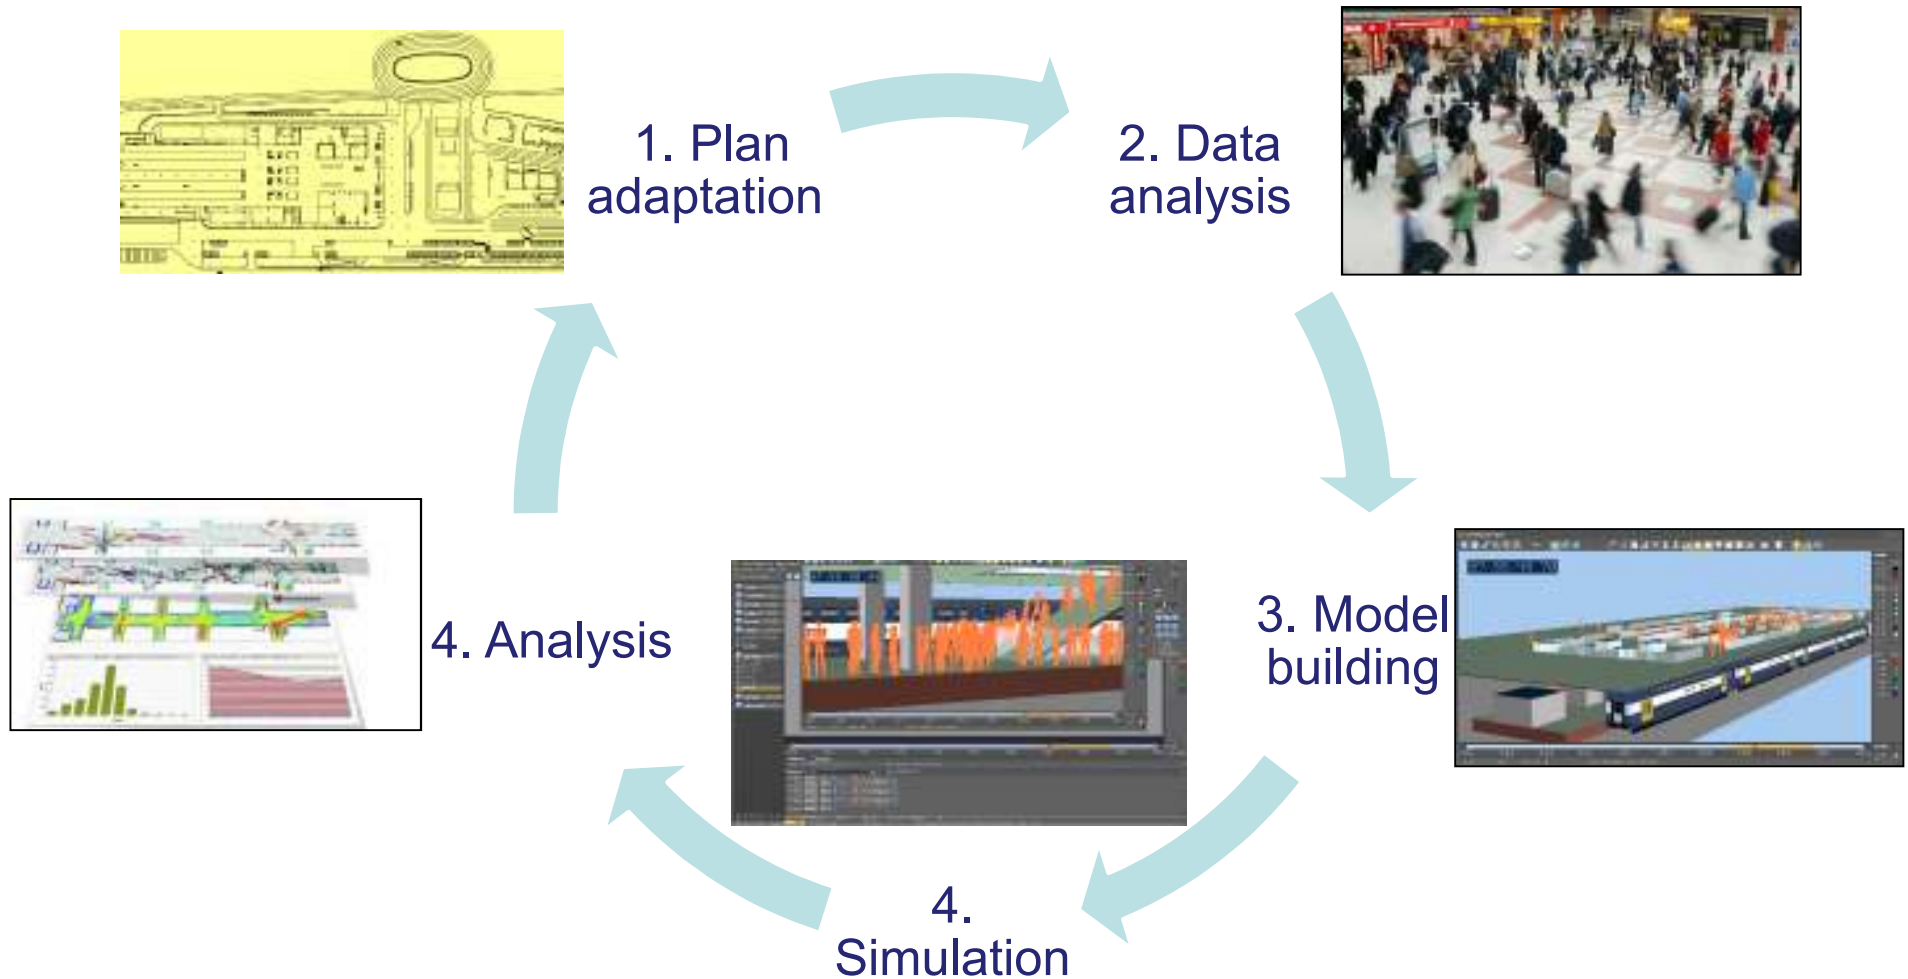 1. Plan
adaptation
2. Data
analysis
3. Model
building
4.
Simulation
4. Analysis